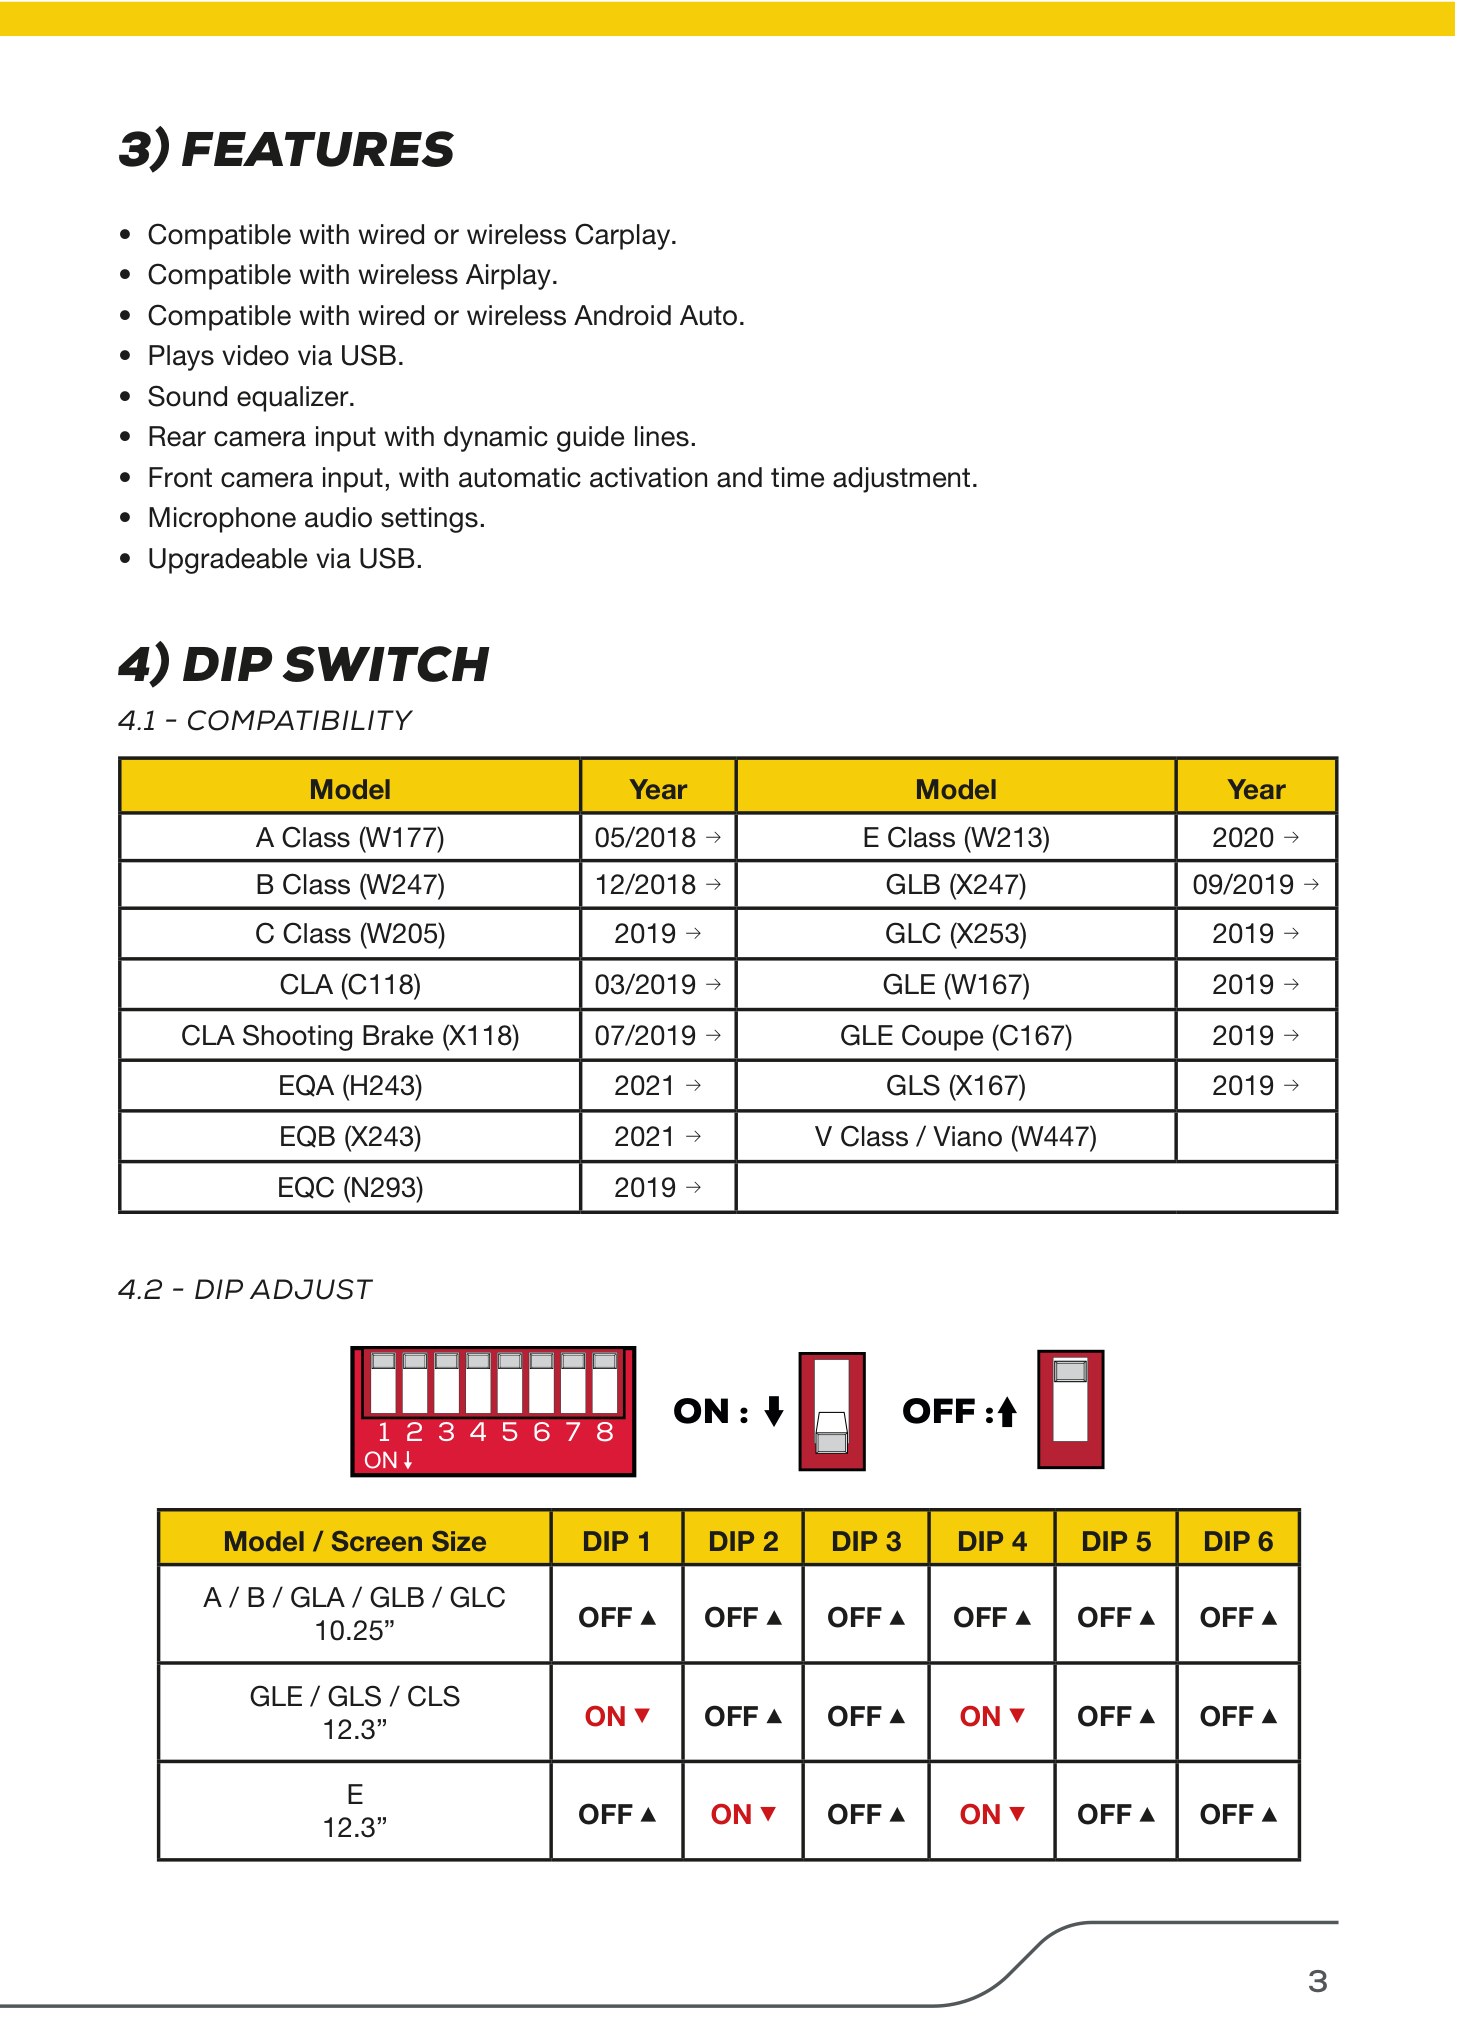 3) FEATURES
• Compatible with wired or wireless Carplay.
• Compatible with wireless Airplay.
• Compatible with wired or wireless Android Auto.
• Plays video via USB.
• Sound equalizer.
• Rear camera input with dynamic guide lines.
• Front camera input, with automatic activation and time adjustment.
• Microphone audio settings.
• Upgradeable via USB.
4) DIP SWITCH
4.1 - COMPATIBILITY
Model Year Model Year
A Class (W177) 05/2018 → E Class (W213) 2020 →
B Class (W247) 12/2018 → GLB (X247) 09/2019 →
C Class (W205) 2019 → GLC (X253) 2019 →
CLA (C118) 03/2019 → GLE (W167) 2019 →
CLA Shooting Brake (X118) 07/2019 → GLE Coupe (C167) 2019 →
EQA (H243) 2021 → GLS (X167) 2019 →
EQB (X243) 2021 → V Class / Viano (W447)
EQC (N293) 2019 →
4.2 - DIP ADJUST
1 2 3 4 5 6 7 8
ON ↓
ON : ⬇ OFF : ⬆
Model / Screen Size DIP 1 DIP 2 DIP 3 DIP 4 DIP 5 DIP 6
A / B / GLA / GLB / GLC
10.25”
OFF ▲ OFF ▲ OFF ▲ OFF ▲ OFF ▲ OFF ▲
GLE / GLS / CLS
12.3”
ON ▼ OFF ▲ OFF ▲ ON ▼ OFF ▲ OFF ▲
E
12.3”
OFF ▲ ON ▼ OFF ▲ ON ▼ OFF ▲ OFF ▲
3